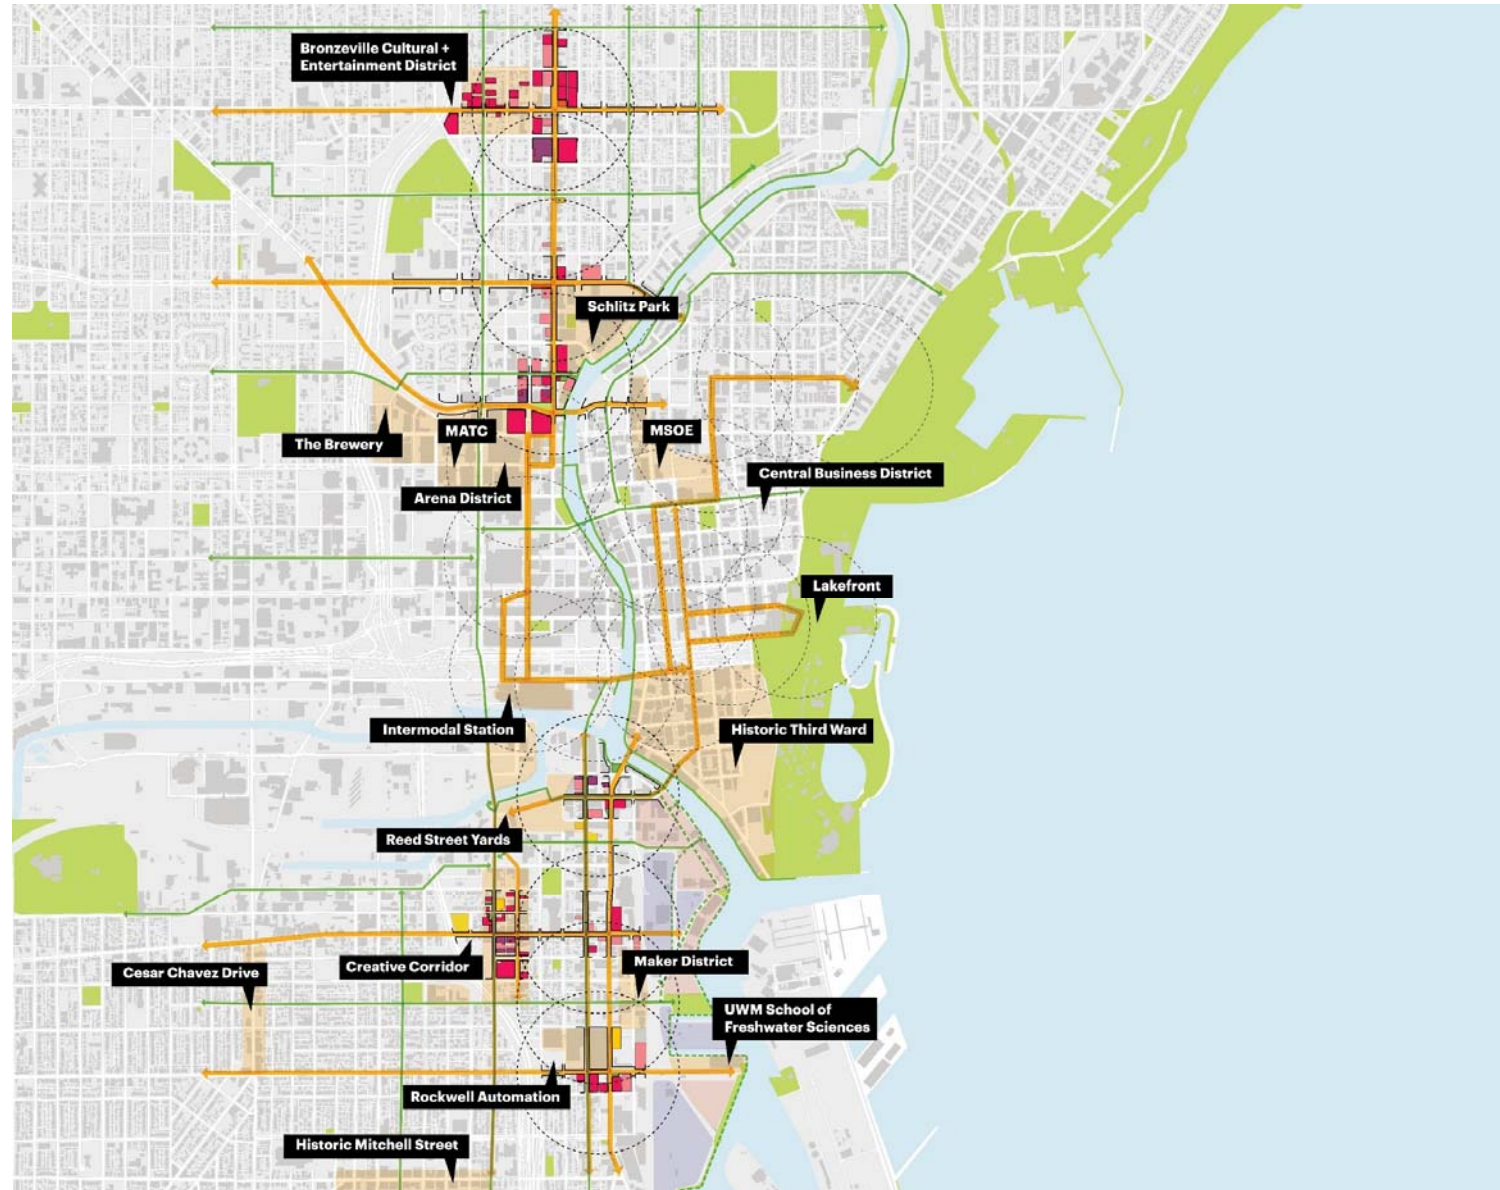 Bronzeville Cultural +
Entertainment District
Schlitz Park
The Brewery
MATC
MSOE
Arena District
Central Business District
Lakefront
Intermodal Station
Historic Third Ward
Reed Street Yards
Cesar Chavez Drive
Creative Corridor
Maker District
UWM School of
Freshwater Sciences
Rockwell Automation
Historic Mitchell Street